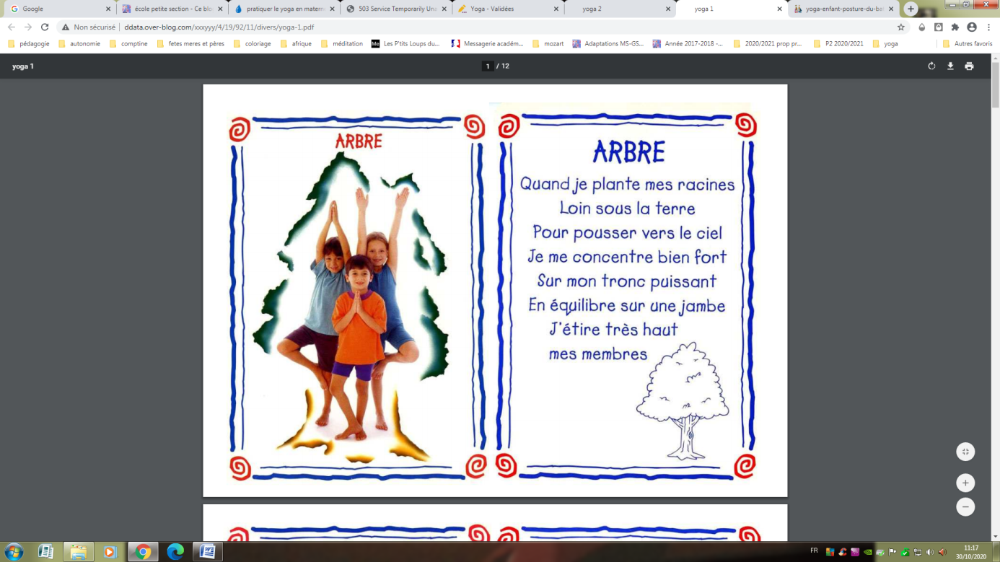 Google
école petite section - Ce blo
pratiquer le yoga en matern
503 Service Temporarily Una
Yoga - Validées
yoga 2
yoga 1
yoga-enfant-posture-du-ba
Non sécurisé | ddata.over-blog.com/xxxyyy/4/19/92/11/divers/yoga-1.pdf
pédagogie
autonomie
comptine
fetes meres et pères
coloriage
afrique
méditation
Me Les P'tits Loups du...
Messagerie académ...
mozart
Adaptations MS-GS...
Année 2017-2018 -...
2020/2021 prop pr...
P2 2020/2021
yoga
Autres favoris
yoga 1
1 / 12
ARBRE
ARBRE
Quand je plante mes racines
Loin sous la terre
Pour pousser vers le ciel
Je me concentre bien fort
Sur mon tronc puissant
En équilibre sur une jambe
J'étire très haut
mes membres
FR
11:17
30/10/2020